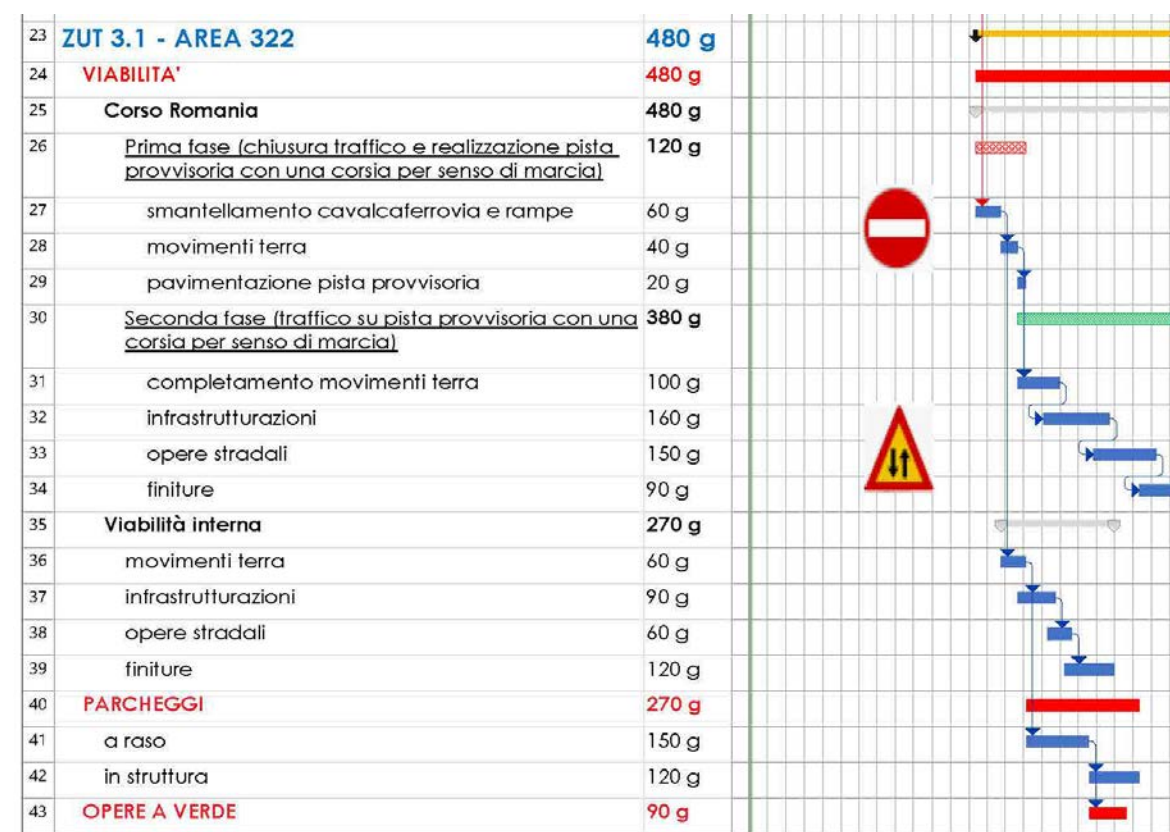 23 ZUT 3.1 - AREA 322 480 g
24 VIABILITA' 480 g
25 Corso Romania 480 g
26 Prima fase (chiusura traffico e realizzazione pista 120 g
provvisoria con una corsia per senso di marcia)
27 smantellamento cavalcaferrovia e rampe 60 g
28 movimenti terra 40 g
29 pavimentazione pista provvisoria 20 g
30 Seconda fase (traffico su pista provvisoria con una 380 g
corsia per senso di marcia)
31 completamento movimenti terra 100 g
32 infrastrutturazioni 160 g
33 opere stradali 150 g
34 finiture 90 g
35 Viabilità interna 270 g
36 movimenti terra 60 g
37 infrastrutturazioni 90 g
38 opere stradali 60 g
39 finiture 120 g
40 PARCHEGGI 270 g
41 a raso 150 g
42 in struttura 120 g
43 OPERE A VERDE 90 g